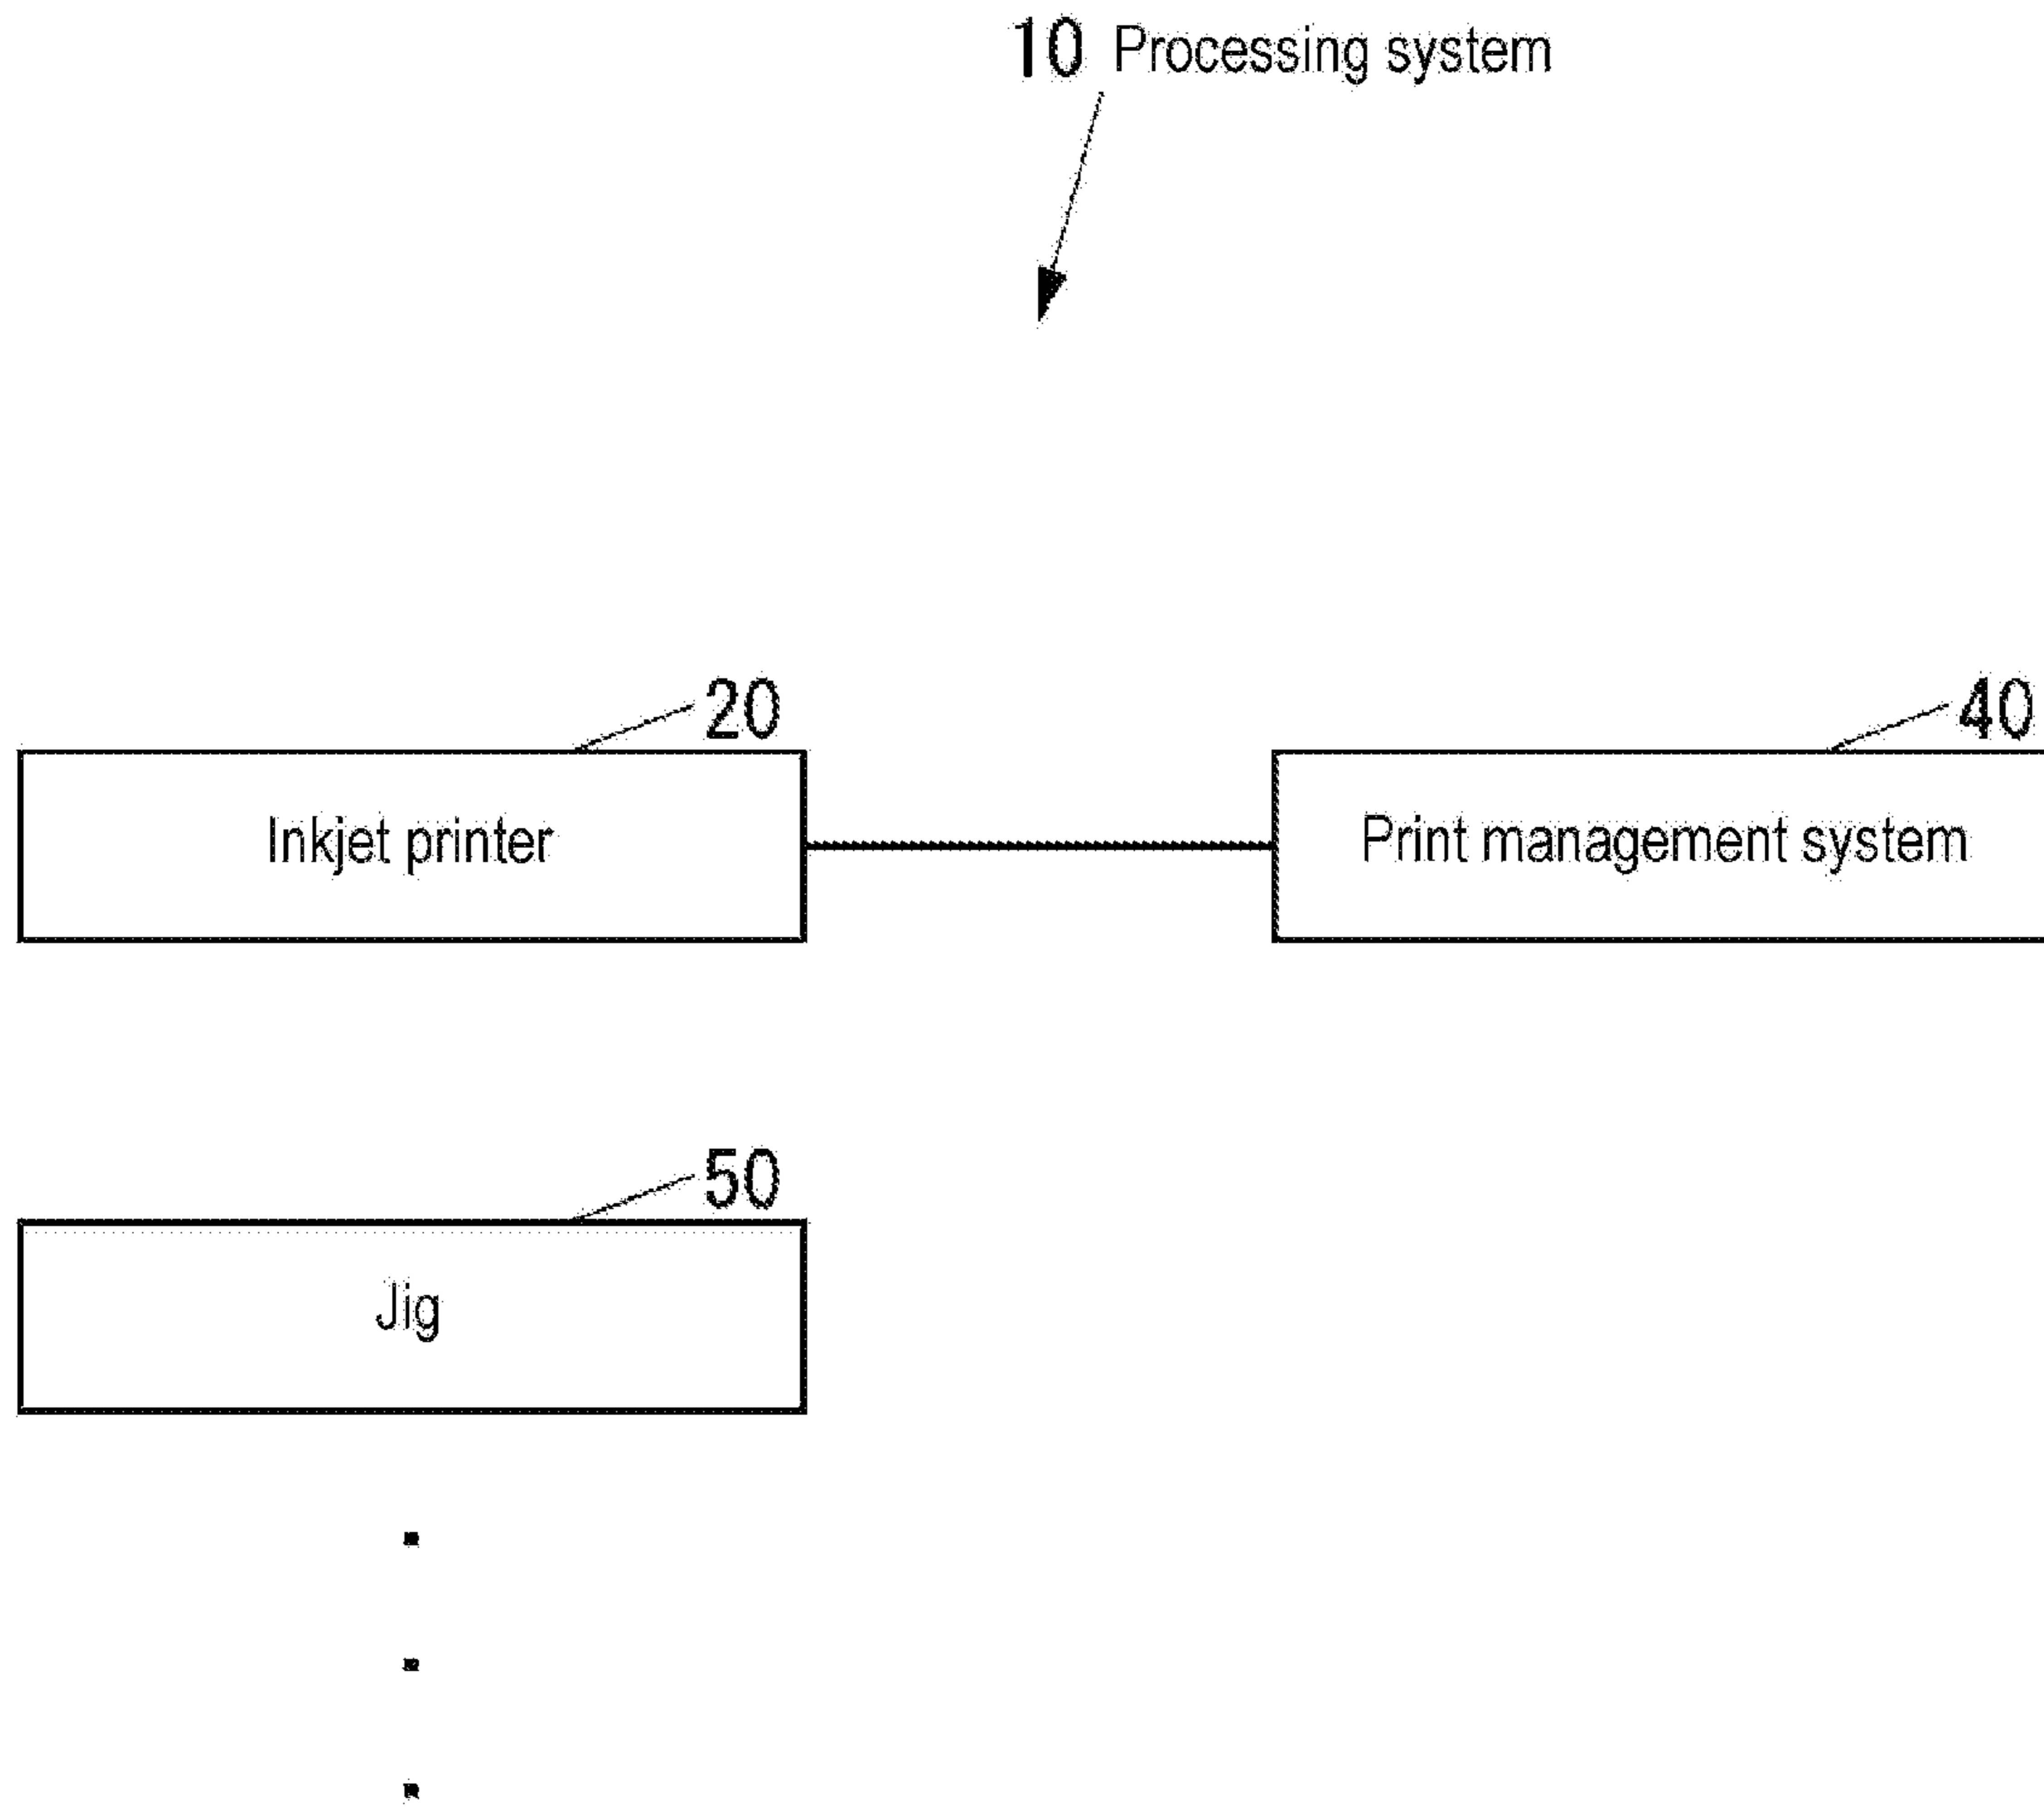 10 Processing system
20
40
Inkjet printer
Print management system
50
Jig